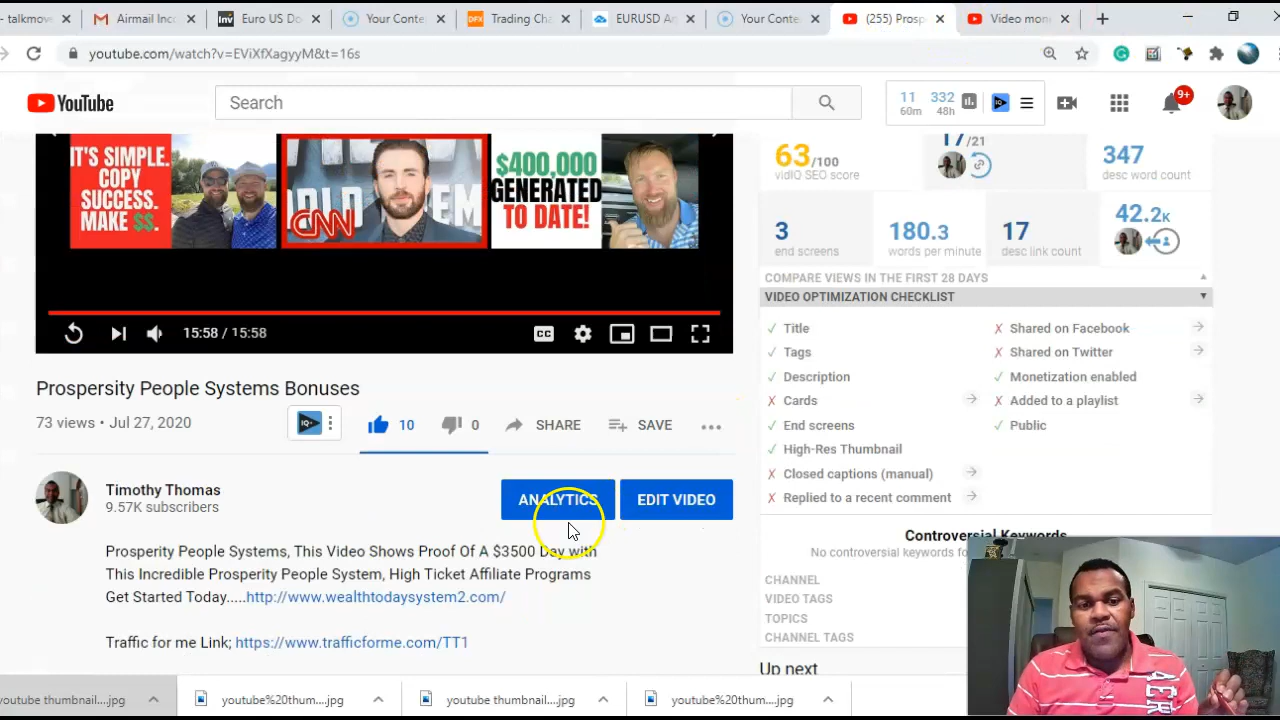 - talkmove
Airmail Inco
Euro US Do
Your Conte
Trading Cha
EURUSD An
Your Conte
(255) Prosp
Video mon
youtube.com/watch?v=EViXfXagyyM&t=16s
YouTube
Search
11
60m
332
48h
9+
IT'S SIMPLE.
COPY
SUCCESS.
MAKE $$.
CNN
$400,000
GENERATED
TO DATE!
63/100
vidIQ SEO score
17/21
347
desc word count
3
end screens
180.3
words per minute
17
desc link count
42.2K
COMPARE VIEWS IN THE FIRST 28 DAYS
VIDEO OPTIMIZATION CHECKLIST
✓ Title
✗ Shared on Facebook
✓ Tags
✗ Shared on Twitter
✓ Description
✓ Monetization enabled
✗ Cards
✗ Added to a playlist
✓ End screens
✓ Public
✓ High-Res Thumbnail
✗ Closed captions (manual)
✗ Replied to a recent comment
15:58 / 15:58
CC
Prosperity People Systems Bonuses
73 views • Jul 27, 2020
IQ
10
0
SHARE
SAVE
Timothy Thomas
9.57K subscribers
ANALYTICS
EDIT VIDEO
Prosperity People Systems, This Video Shows Proof Of A $3500 Day with
This Incredible Prosperity People System, High Ticket Affiliate Programs
Get Started Today.....http://www.wealthtodaysystem2.com/
Traffic for me Link; https://www.trafficforme.com/TT1
Controversial Keywords
No controversial keywords fo
CHANNEL
VIDEO TAGS
TOPICS
CHANNEL TAGS
Up next
youtube thumbnail....jpg
youtube%20thum....jpg
youtube thumbnail....jpg
youtube%20thum....jpg